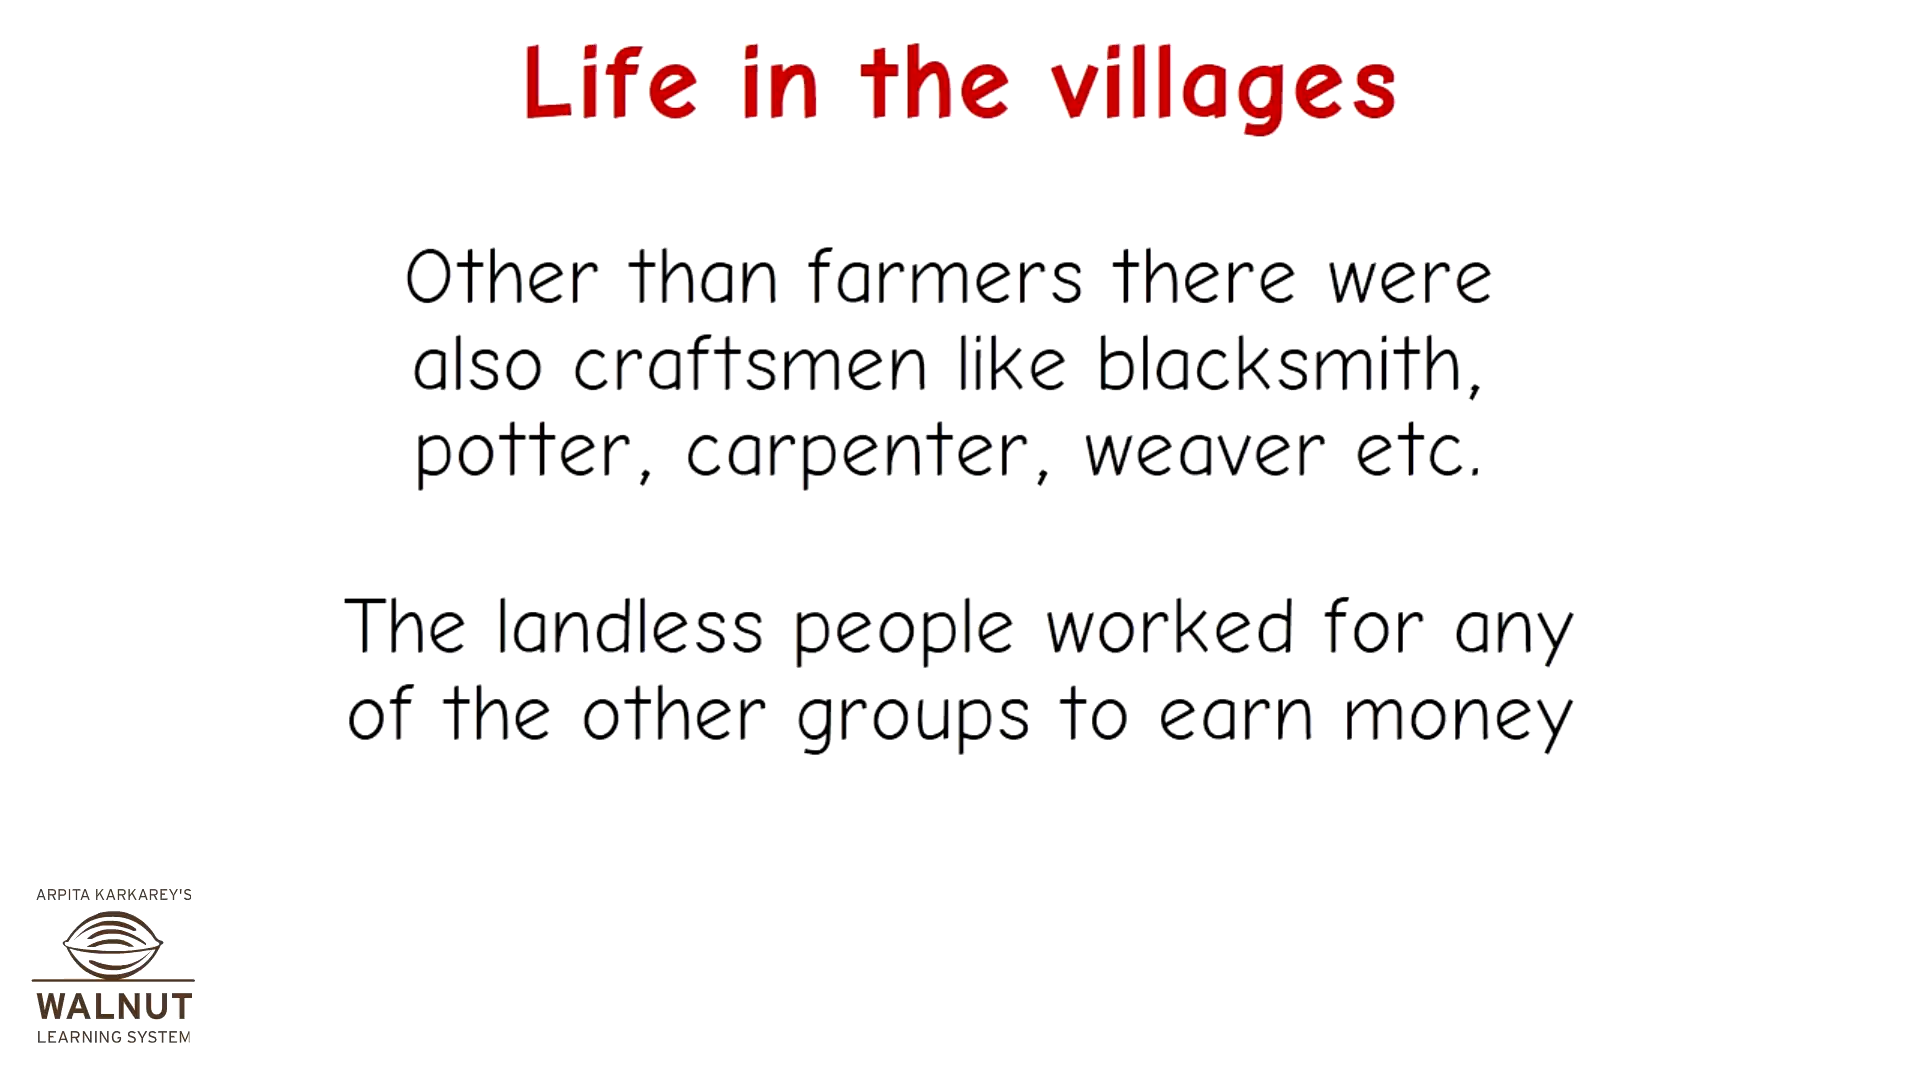 Life in the villages
Other than farmers there were
also craftsmen like blacksmith,
potter, carpenter, weaver etc.
The landless people worked for any
of the other groups to earn money
ARPITA KARKAREY'S
WALNUT
LEARNING SYSTEM